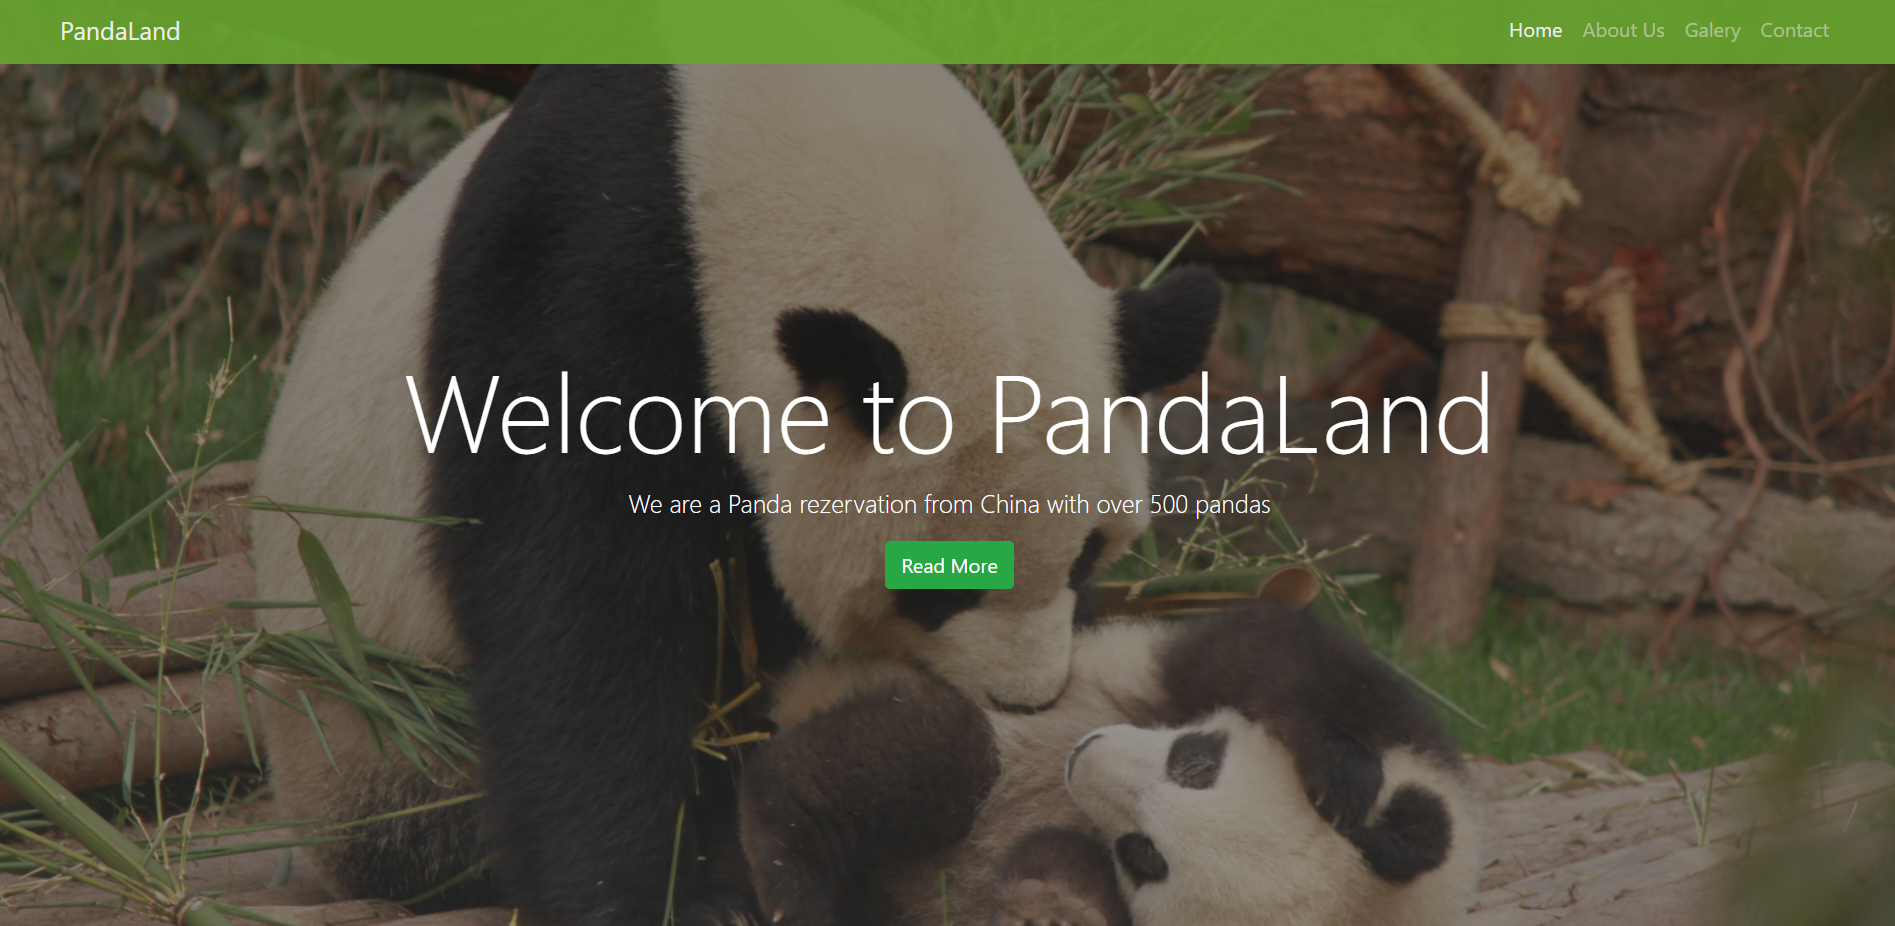 PandaLand
Home About Us Galery Contact
Welcome to PandaLand
We are a Panda rezervation from China with over 500 pandas
Read More